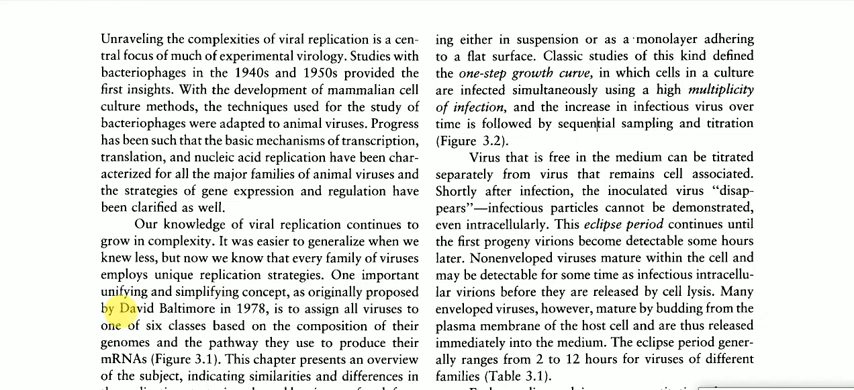 Unraveling the complexities of viral replication is a cen-
tral focus of much of experimental virology. Studies with
bacteriophages in the 1940s and 1950s provided the
first insights. With the development of mammalian cell
culture methods, the techniques used for the study of
bacteriophages were adapted to animal viruses. Progress
has been such that the basic mechanisms of transcription,
translation, and nucleic acid replication have been char-
acterized for all the major families of animal viruses and
the strategies of gene expression and regulation have
been clarified as well.
Our knowledge of viral replication continues to
grow in complexity. It was easier to generalize when we
knew less, but now we know that every family of viruses
employs unique replication strategies. One important
unifying and simplifying concept, as originally proposed
by David Baltimore in 1978, is to assign all viruses to
one of six classes based on the composition of their
genomes and the pathway they use to produce their
mRNAs (Figure 3.1). This chapter presents an overview
of the subject, indicating similarities and differences in
ing either in suspension or as a monolayer adhering
to a flat surface. Classic studies of this kind defined
the one-step growth curve, in which cells in a culture
are infected simultaneously using a high multiplicity
of infection, and the increase in infectious virus over
time is followed by sequential sampling and titration
(Figure 3.2).
Virus that is free in the medium can be titrated
separately from virus that remains cell associated.
Shortly after infection, the inoculated virus “disap-
pears”—infectious particles cannot be demonstrated,
even intracellularly. This eclipse period continues until
the first progeny virions become detectable some hours
later. Nonenveloped viruses mature within the cell and
may be detectable for some time as infectious intracellu-
lar virions before they are released by cell lysis. Many
enveloped viruses, however, mature by budding from the
plasma membrane of the host cell and are thus released
immediately into the medium. The eclipse period gener-
ally ranges from 2 to 12 hours for viruses of different
families (Table 3.1).